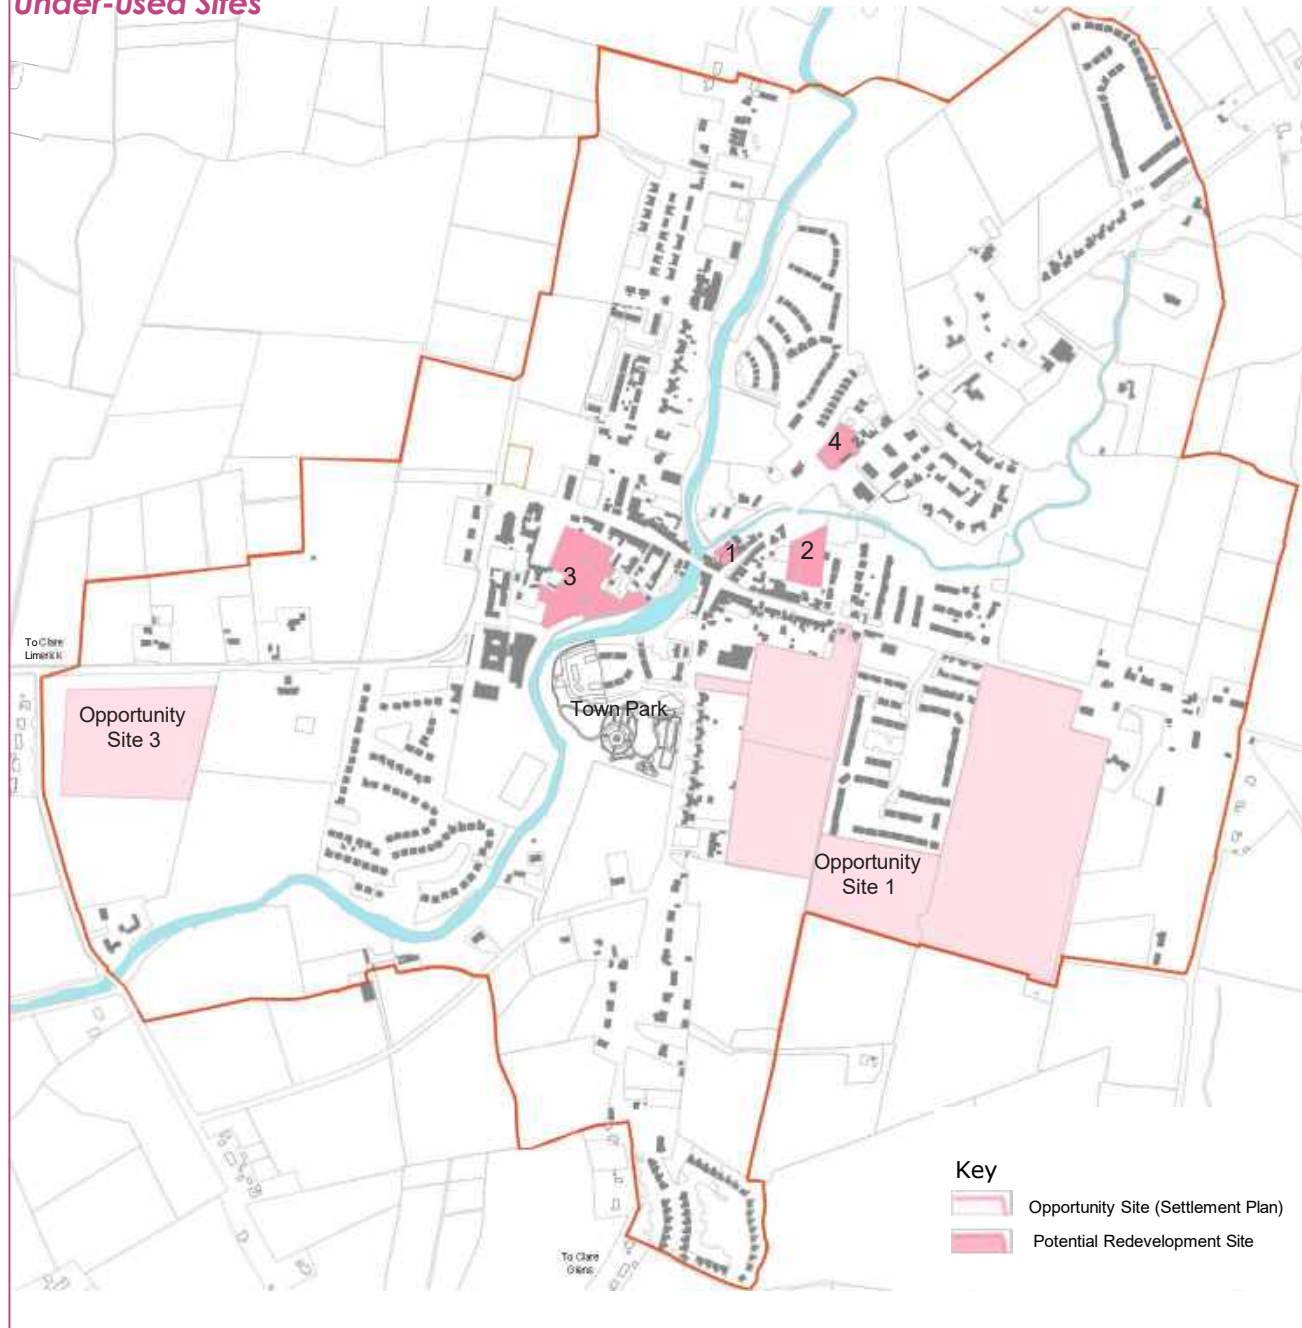 Under-used Sites
4
1
2
3
To Clare
Limerick
Opportunity
Site 3
Town Park
Opportunity
Site 1
Key
Opportunity Site (Settlement Plan)
Potential Redevelopment Site
To Clare
Glens